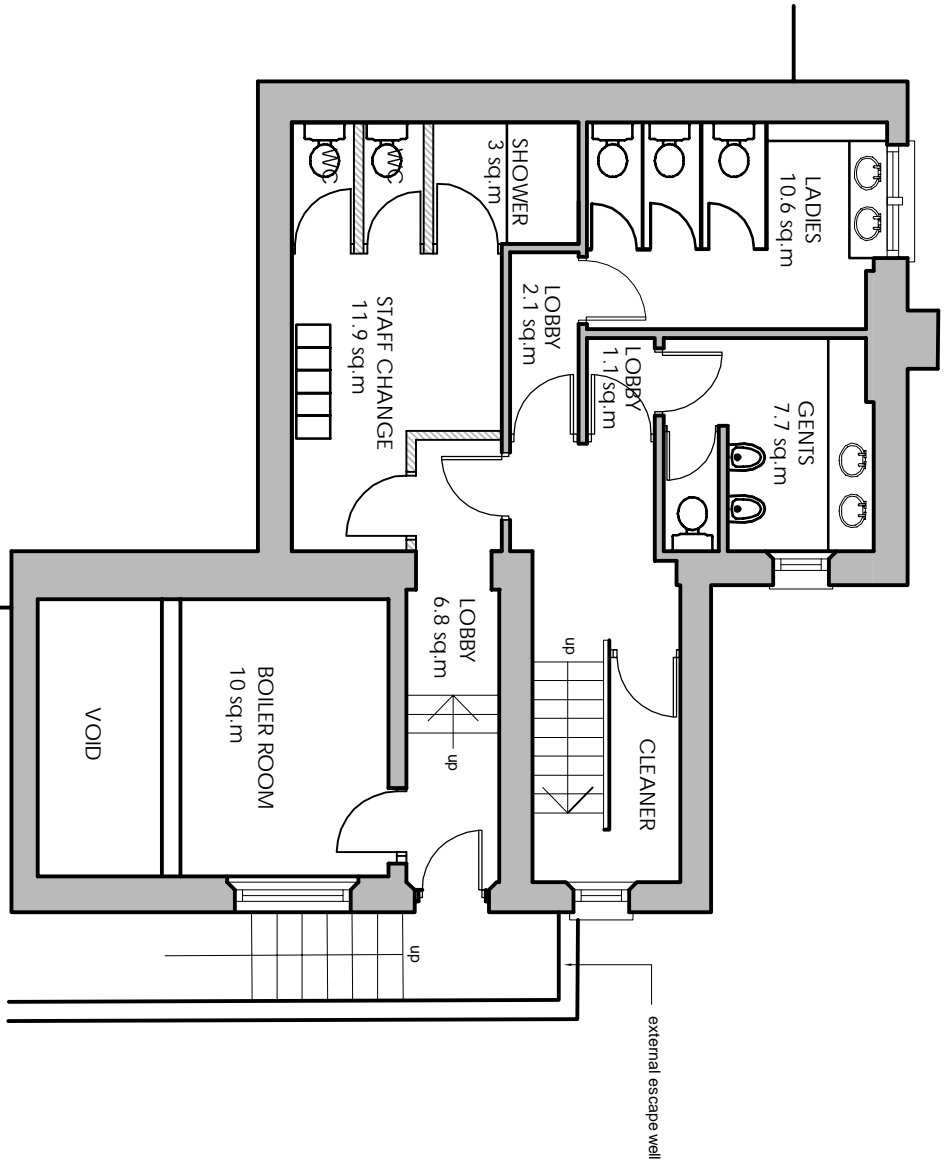 LADIES
10.6 sq.m
SHOWER
3 sq.m
WC
WC
LOBBY
2.1 sq.m
STAFF CHANGE
11.9 sq.m
LOBBY
1.1 sq.m
GENTS
7.7 sq.m
LOBBY
6.8 sq.m
up
up
CLEANER
BOILER ROOM
10 sq.m
VOID
up
external escape well